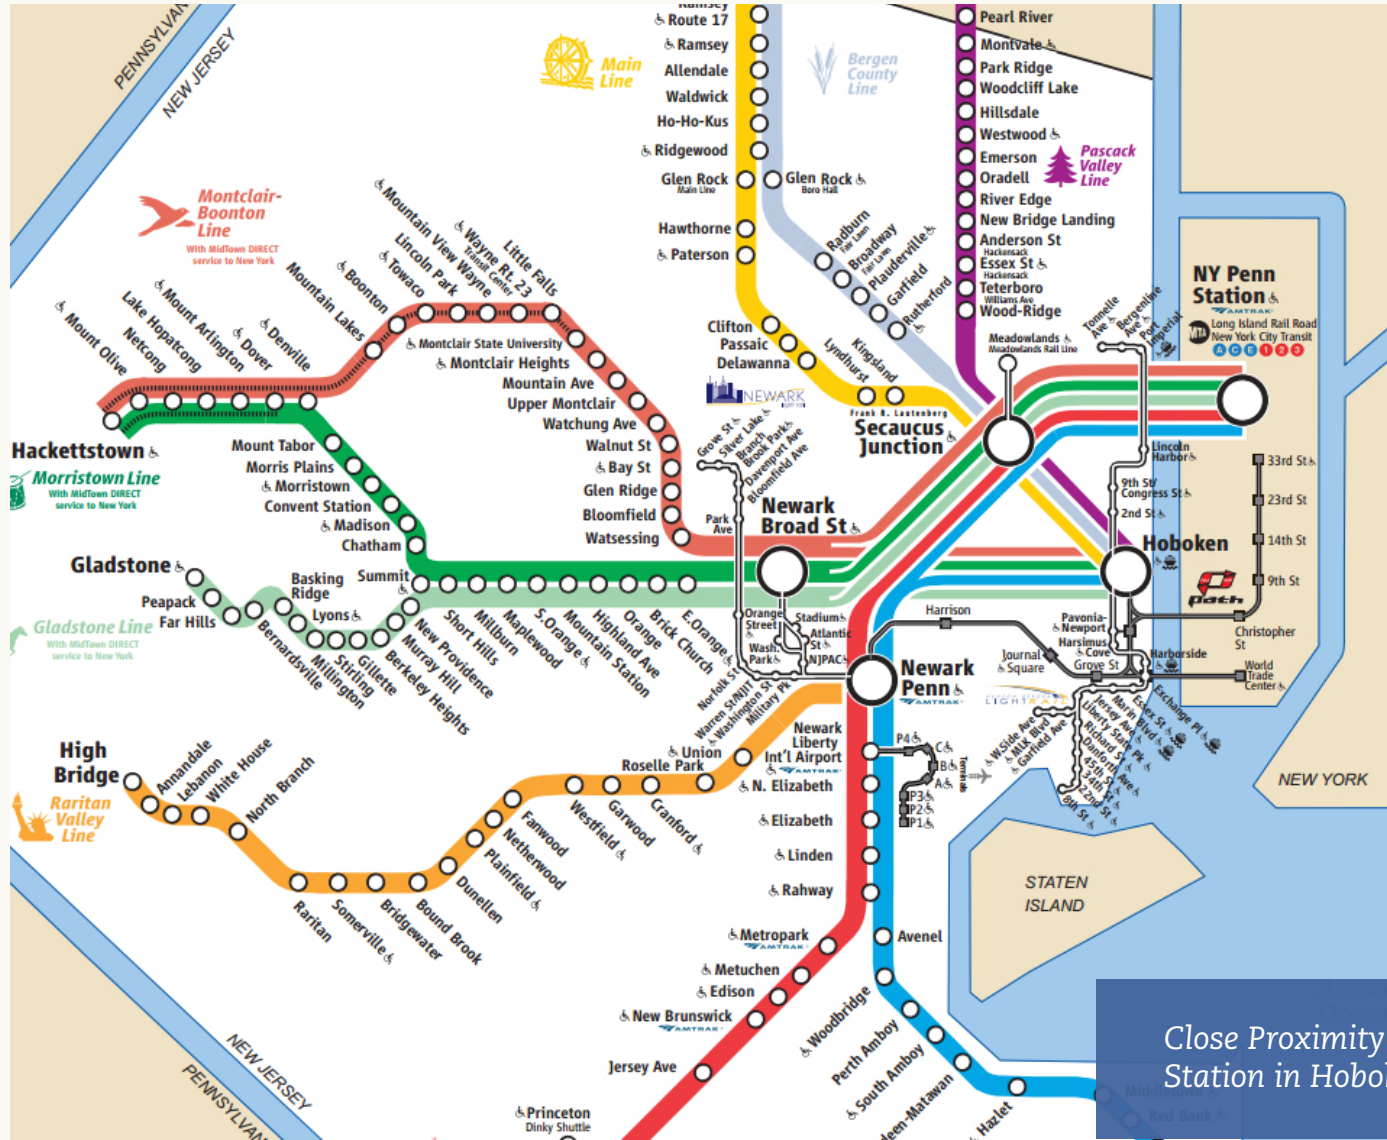 PENNSYLVAN
NEW JERSEY
Main
Line
Bergen
County
Line
Pascack
Valley
Line
Montclair-
Boonton
Line
With MidTown DIRECT
service to New York
Ramsey
Route 17
Ramsey
Allendale
Waldwick
Ho-Ho-Kus
Ridgewood
Glen Rock
Main Line
Hawthorne
Paterson
Clifton
Passaic
Delawanna
Lyndhurst
Kingsland
Glen Rock
Boro Hall
Radburn
Fair Lawn
Broadway
Fair Lawn
Plauderville
Garfield
Rutherford
Pearl River
Montvale
Park Ridge
Woodcliff Lake
Hillsdale
Westwood
Emerson
Oradell
River Edge
New Bridge Landing
Anderson St
Hackensack
Essex St
Hackensack
Teterboro
Williams Ave
Wood-Ridge
Meadowlands
Meadowlands Rail Line
Frank R. Lautenberg
Secaucus
Junction
NY Penn
Station
AMTRAK
MTA
Long Island Rail Road
New York City Transit
A C E 1 2 3
Tonnelle
Ave
Bergenline
Ave
Port
Imperial
Lincoln
Harbor
9th St/
Congress St
2nd St
Hoboken
33rd St
23rd St
14th St
9th St
path
Christopher
St
World
Trade
Center
Mount Olive
Netcong
Lake Hopatcong
Mount Arlington
Dover
Denville
Mountain Lakes
Boonton
Towaco
Lincoln Park
Mountain View Wayne
Wayne Rt. 23
Transit Center
Little Falls
Montclair State University
Montclair Heights
Mountain Ave
Upper Montclair
Watchung Ave
Walnut St
Bay St
Glen Ridge
Bloomfield
Watsessing
Hackettstown
Morristown Line
With MidTown DIRECT
service to New York
Mount Tabor
Morris Plains
Morristown
Convent Station
Madison
Chatham
Summit
Gladstone
Peapack
Far Hills
Gladstone Line
With MidTown DIRECT
service to New York
Bernardsville
Basking
Ridge
Lyons
Millington
Stirling
Gillette
Berkeley Heights
Murray Hill
New Providence
Short Hills
Millburn
Maplewood
S.Orange
Mountain Station
Highland Ave
Orange
Brick Church
E.Orange
NEWARK
LIGHT RAIL
Grove St
Silver Lake
Branch
Brook Park
Davenport Ave
Bloomfield Ave
Park
Ave
Newark
Broad St
Orange
Street
Stadium
Atlantic
St
Wash.
Park
NJPAC
Norfolk St
Warren St/NJIT
Washington St
Military Pk
Newark
Penn
AMTRAK
Harrison
Journal
Square
Grove St
Pavonia-
Newport
Harsimus
Cove
Harborside
Exchange Pl
Essex St
Marin Blvd
Jersey Ave
Liberty State Pk
Richard St
Danforth Ave
45th St
34th St
22nd St
8th St
W.Side Ave
MLK Blvd
Garfield Ave
LIGHTRAIL
High
Bridge
Raritan
Valley
Line
Annandale
Lebanon
White House
North Branch
Raritan
Somerville
Bridgewater
Bound Brook
Dunellen
Plainfield
Netherwood
Fanwood
Westfield
Garwood
Cranford
Roselle Park
Union
Newark
Liberty
Int'l Airport
AMTRAK
P4
C
B
A
Terminals
P3
P2
P1
N. Elizabeth
Elizabeth
Linden
Rahway
Metropark
AMTRAK
Metuchen
Edison
New Brunswick
AMTRAK
Jersey Ave
Princeton
Dinky Shuttle
Avenel
Woodbridge
Perth Amboy
South Amboy
deen-Matawan
Hazlet
Middletown
Red Bank
STATEN
ISLAND
NEW YORK
NEW JERSEY
PENNSYLVAN
Close Proximity
Station in Hobok